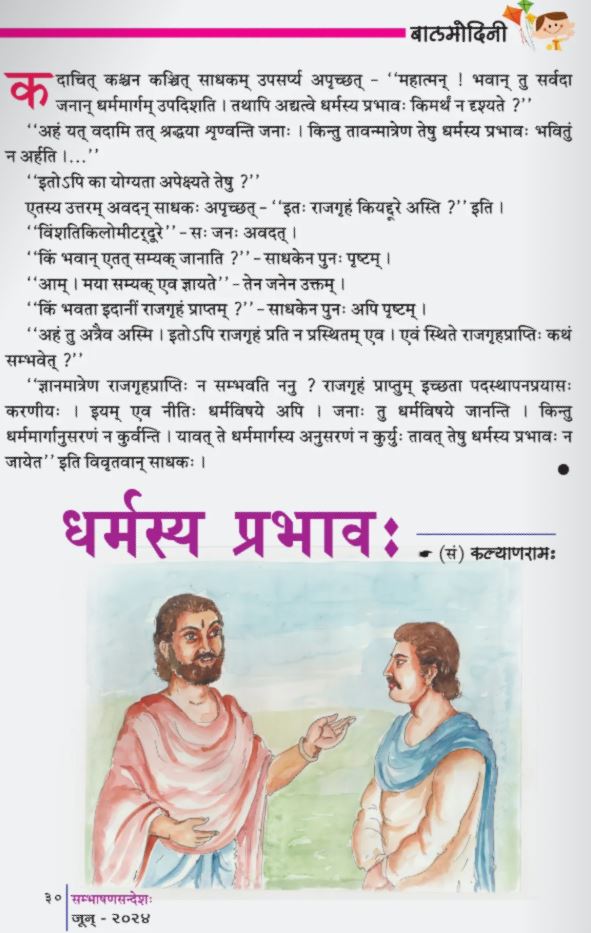 बालमोदिनी
कदाचित् कश्चन कञ्चित् साधकम् उपसर्प्य अपृच्छत् - ‘‘महात्मन् ! भवान् तु सर्वदा
जनान् धर्ममार्गम् उपदिशति । तथापि अद्यत्वे धर्मस्य प्रभावः किमर्थं न दृश्यते ?’’
‘‘अहं यत् वदामि तत् श्रद्धया शृण्वन्ति जनाः । किन्तु तावन्मात्रेण तेषु धर्मस्य प्रभावः भवितुं
न अर्हति ।...’’
‘‘इतोऽपि का योग्यता अपेक्ष्यते तेषु ?’’
एतस्य उत्तरम् अवदन् साधकः अपृच्छत् - ‘‘इतः राजगृहं कियद्दूरे अस्ति ?’’ इति ।
‘‘विंशतिकिलोमीटर्‌दूरे’’ - सः जनः अवदत् ।
‘‘किं भवान् एतत् सम्यक् जानाति ?’’ - साधकेन पुनः पृष्टम् ।
‘‘आम् । मया सम्यक् एव ज्ञायते’’ - तेन जनेन उक्तम् ।
‘‘किं भवता इदानीं राजगृहं प्राप्तम् ?’’ - साधकेन पुनः अपि पृष्टम् ।
‘‘अहं तु अत्रैव अस्मि । इतोऽपि राजगृहं प्रति न प्रस्थितम् एव । एवं स्थिते राजगृहप्राप्तिः कथं
सम्भवेत् ?’’
‘‘ज्ञानमात्रेण राजगृहप्राप्तिः न सम्भवति ननु ? राजगृहं प्राप्तुम् इच्छता पदस्थापनप्रयासः
करणीयः । इयम् एव नीतिः धर्मविषये अपि । जनाः तु धर्मविषये जानन्ति । किन्तु
धर्ममार्गानुसरणं न कुर्वन्ति । यावत् ते धर्ममार्गस्य अनुसरणं न कुर्युः तावत् तेषु धर्मस्य प्रभावः न
जायेत’’ इति विवृतवान् साधकः ।
धर्मस्य प्रभावः
☛ (सं) कल्याणरामः
३० सम्भाषणसन्देशः
जून् - २०२४